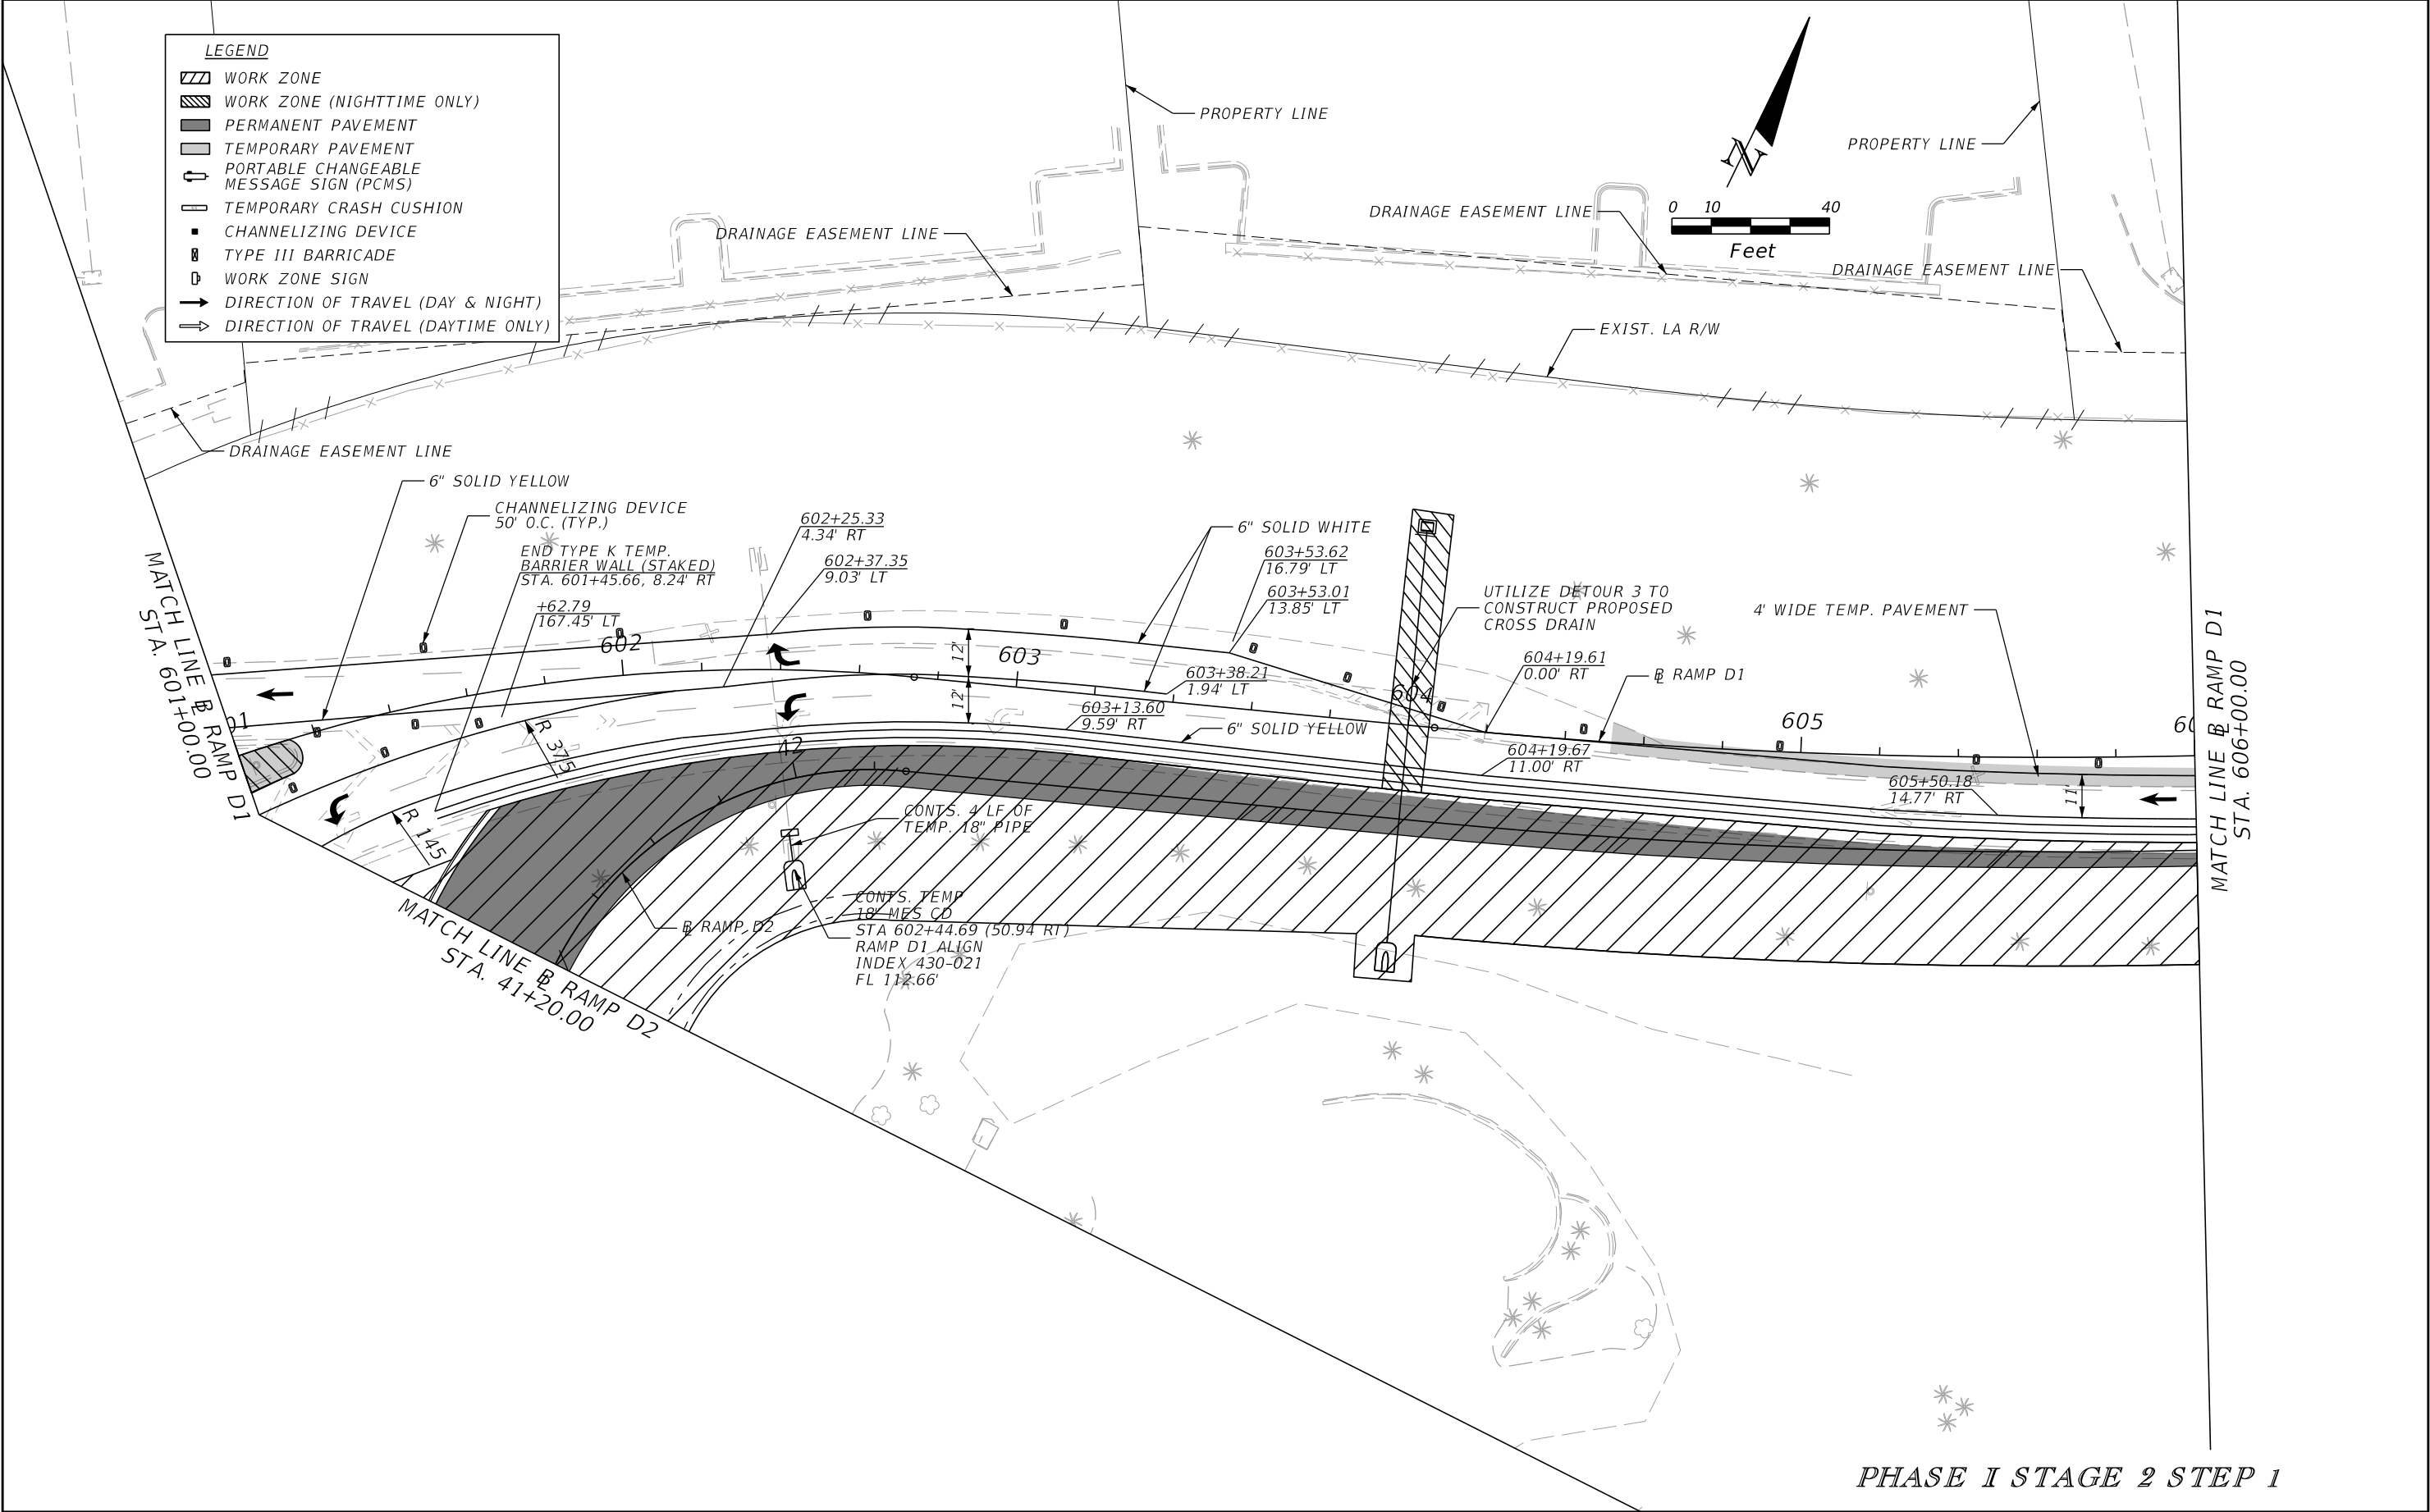 LEGEND
WORK ZONE
WORK ZONE (NIGHTTIME ONLY)
PERMANENT PAVEMENT
TEMPORARY PAVEMENT
PORTABLE CHANGEABLE
MESSAGE SIGN (PCMS)
TEMPORARY CRASH CUSHION
CHANNELIZING DEVICE
TYPE III BARRICADE
WORK ZONE SIGN
DIRECTION OF TRAVEL (DAY & NIGHT)
DIRECTION OF TRAVEL (DAYTIME ONLY)
PROPERTY LINE
PROPERTY LINE
N
0 10 40
Feet
DRAINAGE EASEMENT LINE
DRAINAGE EASEMENT LINE
DRAINAGE EASEMENT LINE
EXIST. LA R/W
DRAINAGE EASEMENT LINE
6" SOLID YELLOW
CHANNELIZING DEVICE
50' O.C. (TYP.)
END TYPE K TEMP.
BARRIER WALL (STAKED)
STA. 601+45.66, 8.24' RT
+62.79
167.45' LT
602+25.33
4.34' RT
602+37.35
9.03' LT
6" SOLID WHITE
603+53.62
16.79' LT
603+53.01
13.85' LT
UTILIZE DETOUR 3 TO
CONSTRUCT PROPOSED
CROSS DRAIN
4' WIDE TEMP. PAVEMENT
604+19.61
0.00' RT
℄ RAMP D1
602
603
604
605
60
01
12'
12'
603+38.21
1.94' LT
603+13.60
9.59' RT
6" SOLID YELLOW
604+19.67
11.00' RT
605+50.18
14.77' RT
11'
R 375
R 145
42
CONTS. 4 LF OF
TEMP. 18" PIPE
℄ RAMP D2
CONTS. TEMP
18" MES CD
STA 602+44.69 (50.94 RT)
RAMP D1 ALIGN
INDEX 430-021
FL 112.66'
MATCH LINE ℄ RAMP D1
STA. 601+00.00
MATCH LINE ℄ RAMP D2
STA. 41+20.00
MATCH LINE ℄ RAMP D1
STA. 606+00.00
PHASE I STAGE 2 STEP 1